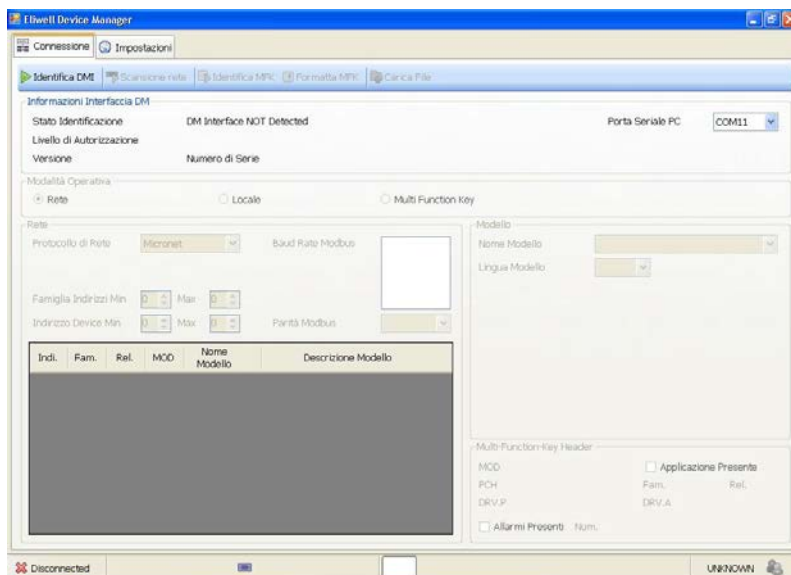 Eliwell Device Manager
Connessione Impostazioni
Identifica DMI Scansione rete Identifica MFK Formatta MFK Carica File
Informazioni Interfaccia DM
Stato Identificazione DM Interface NOT Detected Porta Seriale PC COM11
Livello di Autorizzazione
Versione Numero di Serie
Modalità Operativa
Rete Locale Multi Function Key
Rete Modello
Protocollo di Rete Micronet Baud Rate Modbus Nome Modello
Lingua Modello
Famiglia Indirizzi Min 0 Max 0
Indirizzo Device Min 0 Max 0 Parità Modbus
Indi. Fam. Rel. MOD Nome Modello Descrizione Modello
Multi Function Key Header
MOD Applicazione Presente
PCH Fam. Rel.
DRV.P DRV.A
Allarmi Presenti Num.
Disconnected UNKNOWN